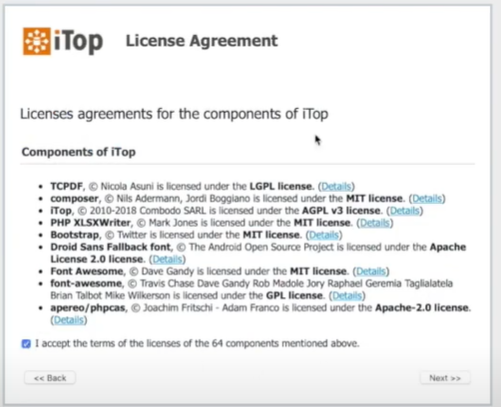 iTop License Agreement
Licenses agreements for the components of iTop
Components of iTop
• TCPDF, © Nicola Asuni is licensed under the LGPL license. (Details)
• composer, © Nils Adermann, Jordi Boggiano is licensed under the MIT license. (Details)
• iTop, © 2010-2018 Combodo SARL is licensed under the AGPL v3 license. (Details)
• PHP XLSXWriter, © Mark Jones is licensed under the MIT license. (Details)
• Bootstrap, © Twitter is licensed under the MIT license. (Details)
• Droid Sans Fallback font, © The Android Open Source Project is licensed under the Apache
License 2.0 license. (Details)
• Font Awesome, © Dave Gandy is licensed under the MIT license. (Details)
• font-awesome, © Travis Chase Dave Gandy Rob Madole Jory Raphael Geremia Taglialatela
Brian Talbot Mike Wilkerson is licensed under the GPL license. (Details)
• apereo/phpcas, © Joachim Fritschi - Adam Franco is licensed under the Apache-2.0 license.
(Details)
I accept the terms of the licenses of the 64 components mentioned above.
<< Back
Next >>